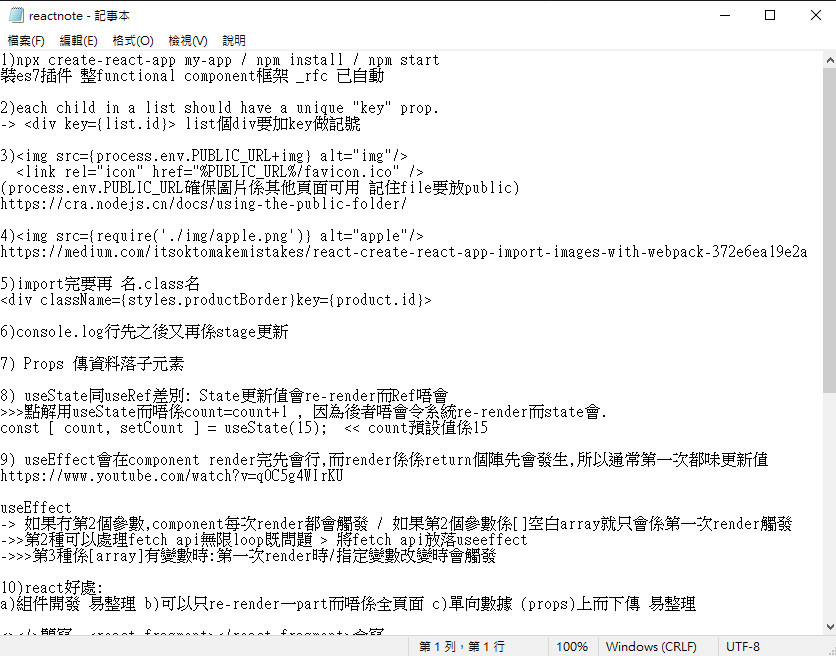 reactnote - 記事本
檔案(F) 編輯(E) 格式(O) 檢視(V) 說明
1)npx create-react-app my-app / npm install / npm start
裝es7插件 整functional component框架 _rfc 已自動
2)each child in a list should have a unique "key" prop.
-> <div key={list.id}> list個div要加key做記號
3)<img src={process.env.PUBLIC_URL+img} alt="img"/>
<link rel="icon" href="%PUBLIC_URL%/favicon.ico" />
(process.env.PUBLIC_URL確保圖片係其他頁面可用 記住file要放public)
https://cra.nodejs.cn/docs/using-the-public-folder/
4)<img src={require('./img/apple.png')} alt="apple"/>
https://medium.com/itsoktomakemistakes/react-create-react-app-import-images-with-webpack-372e6ea19e2a
5)import完要再 名.class名
<div className={styles.productBorder}key={product.id}>
6)console.log行先之後又再係stage更新
7) Props 傳資料落子元素
8) useState同useRef差別: State更新值會re-render而Ref唔會
>>>點解用useState而唔係count=count+1 , 因為後者唔會令系統re-render而state會.
const [ count, setCount ] = useState(15);  << count預設值係15
9) useEffect會在component render完先會行,而render係係return個陣先會發生,所以通常第一次都味更新值
https://www.youtube.com/watch?v=qOC5g4WIrKU
useEffect
-> 如果冇第2個參數,component每次render都會觸發 / 如果第2個參數係[]空白array就只會係第一次render觸發
->>第2種可以處理fetch api無限loop既問題 > 將fetch api放落useeffect
->>>第3種係[array]有變數時:第一次render時/指定變數改變時會觸發
10)react好處:
a)組件開發 易整理 b)可以只re-render一part而唔係全頁面 c)單向數據 (props)上而下傳 易整理
第 1 列，第 1 行 100% Windows (CRLF) UTF-8